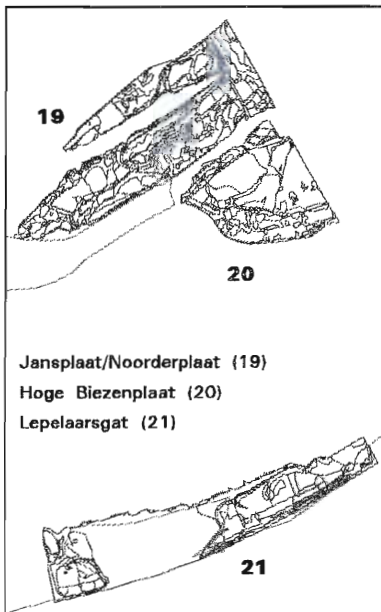 19
20
Jansplaat/Noorderplaat (19)
Hoge Biezenplaat (20)
Lepelaarsgat (21)
21